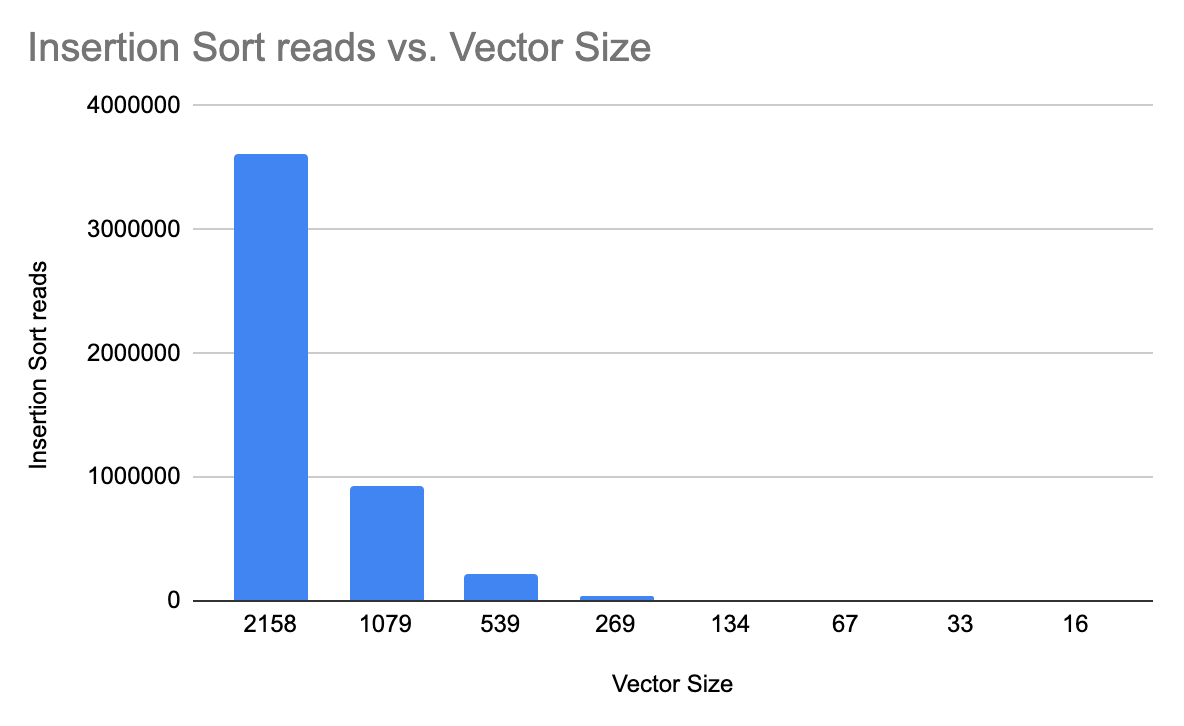 Insertion Sort reads vs. Vector Size
Insertion Sort reads
4000000
3000000
2000000
1000000
0
2158 1079 539 269 134 67 33 16
Vector Size